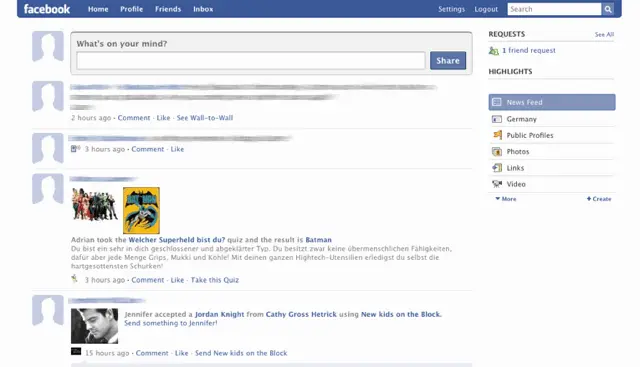 facebook Home Profile Friends Inbox Settings Logout Search
What's on your mind?
Share
2 hours ago · Comment · Like · See Wall-to-Wall
3 hours ago · Comment · Like
BATMAN
Adrian took the Welcher Superheld bist du? quiz and the result is Batman
Du bist ein sehr in dich geschlossener und abgeklärter Typ. Du besitzt zwar keine übermenschlichen Fähigkeiten,
dafür aber jede Menge Grips, Mukki und Kohle! Mit deinen ganzen Hightech-Utensilien erledigst du selbst die
hartgesottensten Schurken!
3 hours ago · Comment · Like · Take this Quiz
Jennifer accepted a Jordan Knight from Cathy Gross Hetrick using New kids on the Block.
Send something to Jennifer!
15 hours ago · Comment · Like · Send New kids on the Block
REQUESTS See All
1 friend request
HIGHLIGHTS
News Feed
Germany
Public Profiles
Photos
Links
Video
More Create